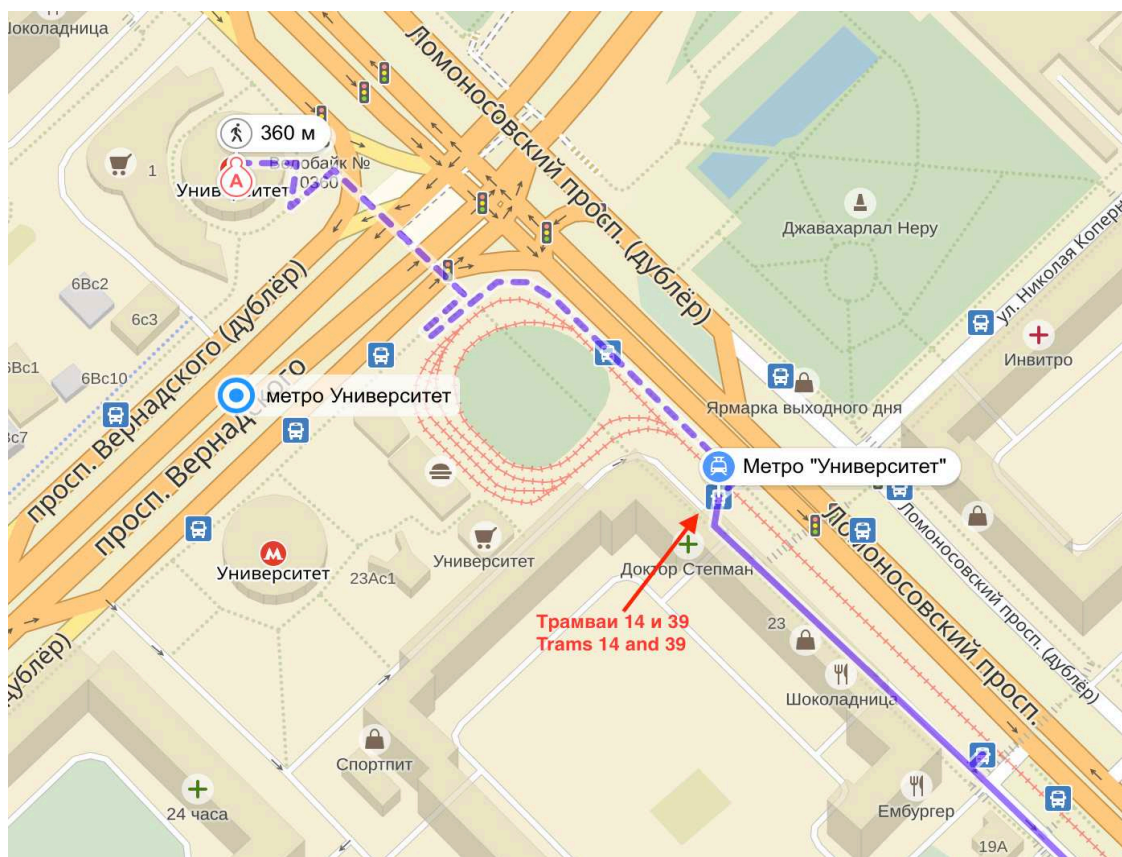 Шоколадница
Ломоносовский просп. (дублёр)
360 м
Велобайк №
1
А
Университет
Джавахарлал Неру
ул. Николая Коперн
6Вс2
6с3
просп. Вернадского (дублёр)
Инвитро
6Вс1
6Вс10
метро Университет
просп. Вернадского
Ярмарка выходного дня
Метро "Университет"
Университет
Университет
23Ас1
Доктор Степман
Ломоносовский просп. (дублёр)
Трамваи 14 и 39
Trams 14 and 39
23
Ломоносовский просп.
дублёр)
Шоколадница
Спортпит
24 часа
Ембургер
19А